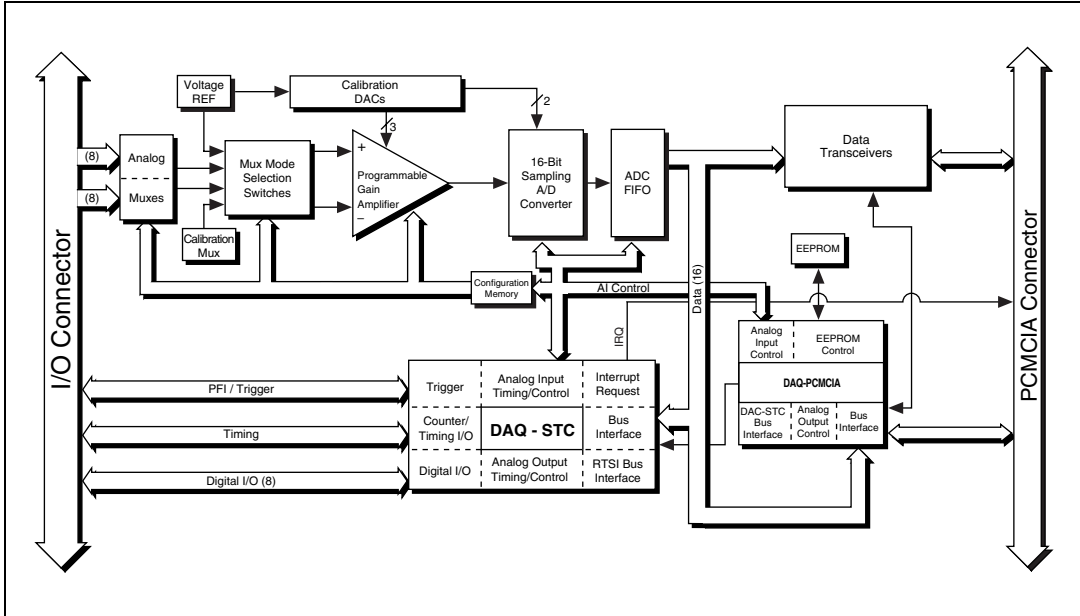 I/O Connector
Voltage
REF
Calibration
DACs
2
3
(8)
(8)
Analog
Muxes
Mux Mode
Selection
Switches
Calibration
Mux
+
Programmable
Gain
Amplifier
–
16-Bit
Sampling
A/D
Converter
ADC
FIFO
Data
Transceivers
PCMCIA Connector
EEPROM
Configuration
Memory
AI Control
Data (16)
IRQ
Analog
Input
Control
EEPROM
Control
DAQ-PCMCIA
DAC-STC
Bus
Interface
Analog
Output
Control
Bus
Interface
PFI / Trigger
Timing
Digital I/O (8)
Trigger
Analog Input
Timing/Control
Interrupt
Request
Counter/
Timing I/O
DAQ - STC
Bus
Interface
Digital I/O
Analog Output
Timing/Control
RTSI Bus
Interface